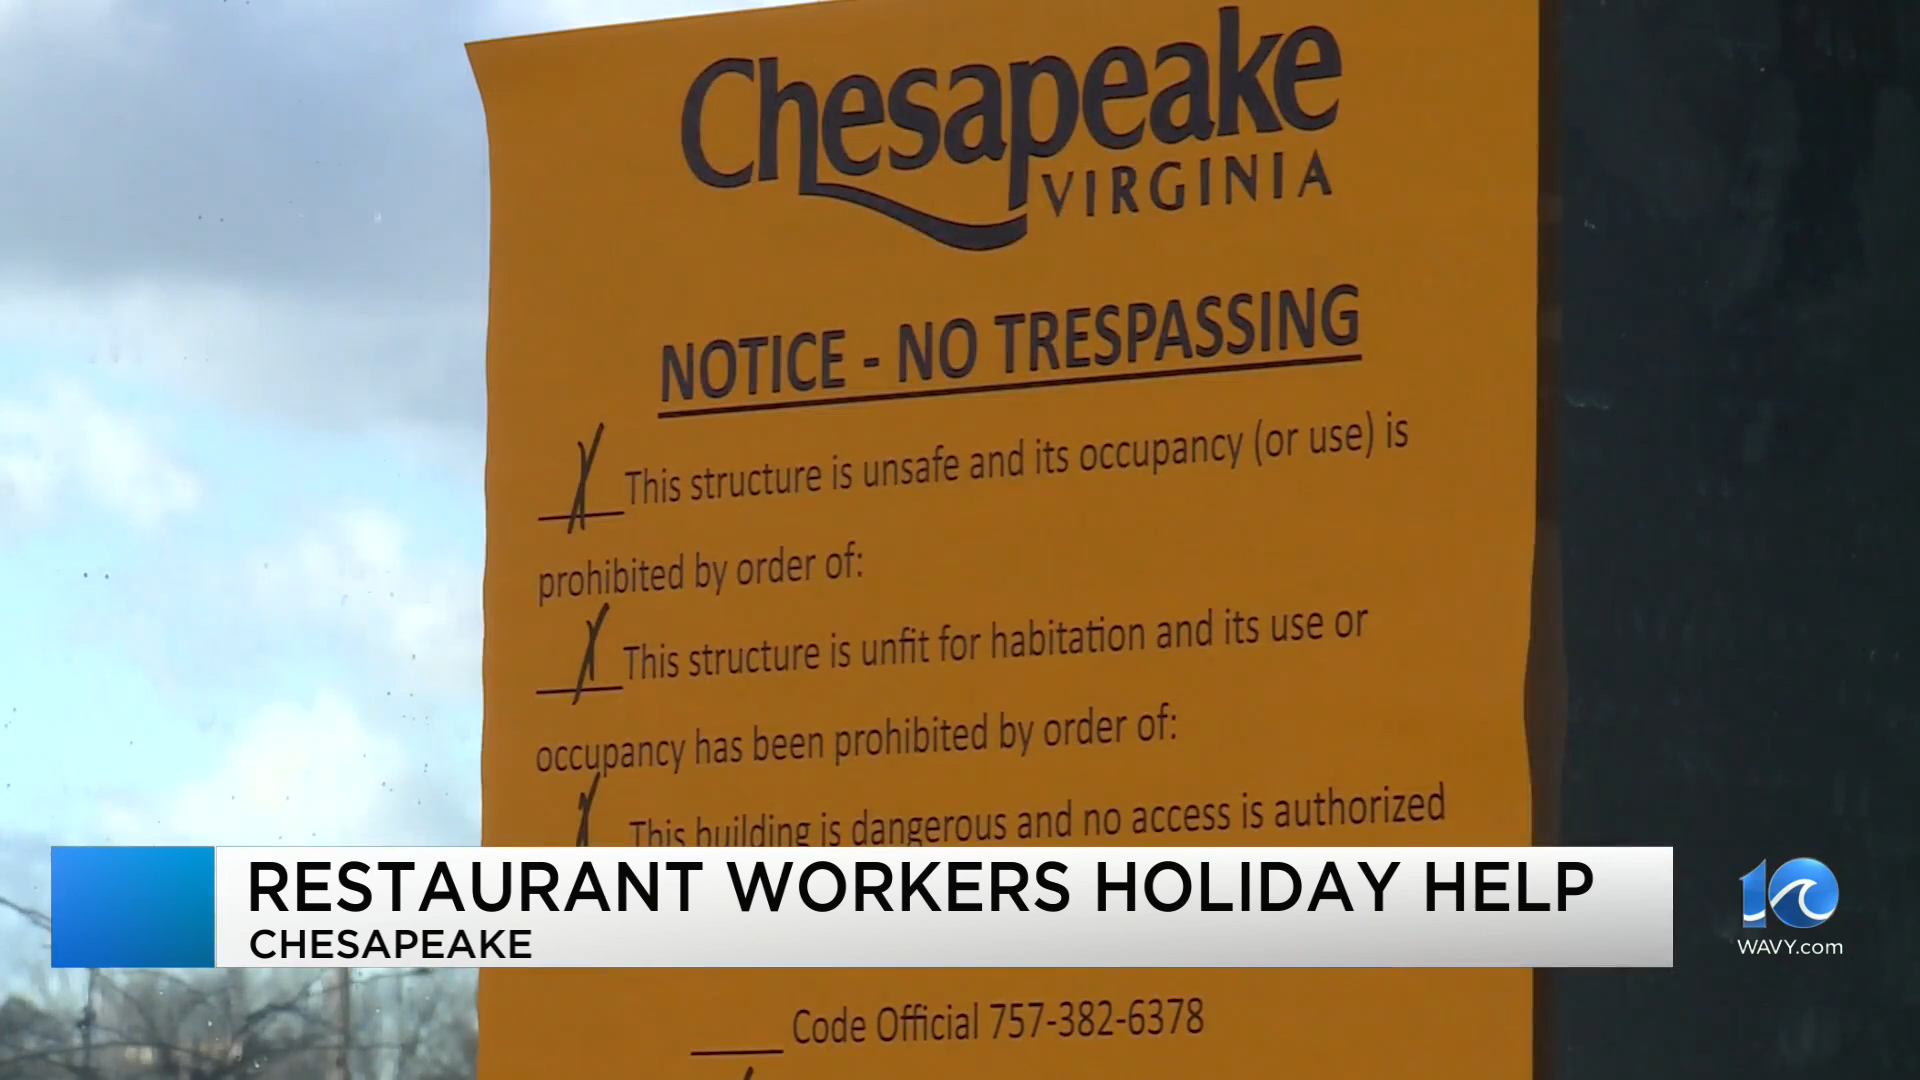 Chesapeake
VIRGINIA
NOTICE - NO TRESPASSING
This structure is unsafe and its occupancy (or use) is
prohibited by order of:
This structure is unfit for habitation and its use or
occupancy has been prohibited by order of:
This building is dangerous and no access is authorized
RESTAURANT WORKERS HOLIDAY HELP
CHESAPEAKE
10
WAVY.com
Code Official 757-382-6378